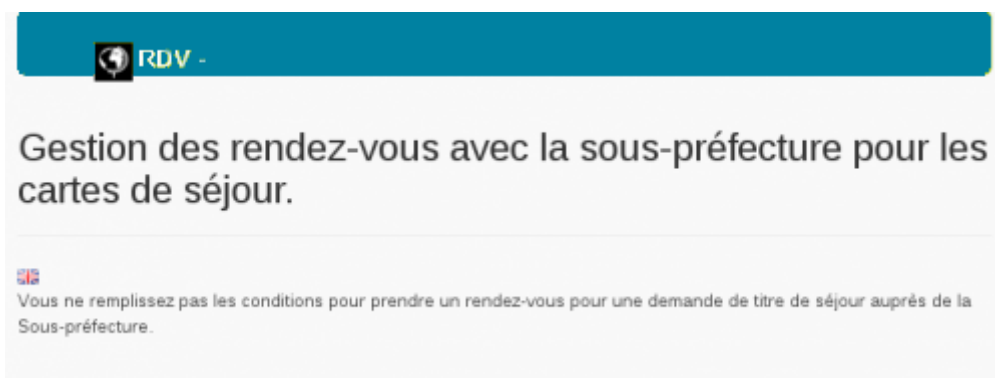 RDV -
Gestion des rendez-vous avec la sous-préfecture pour les
cartes de séjour.
Vous ne remplissez pas les conditions pour prendre un rendez-vous pour une demande de titre de séjour auprès de la
Sous-préfecture.